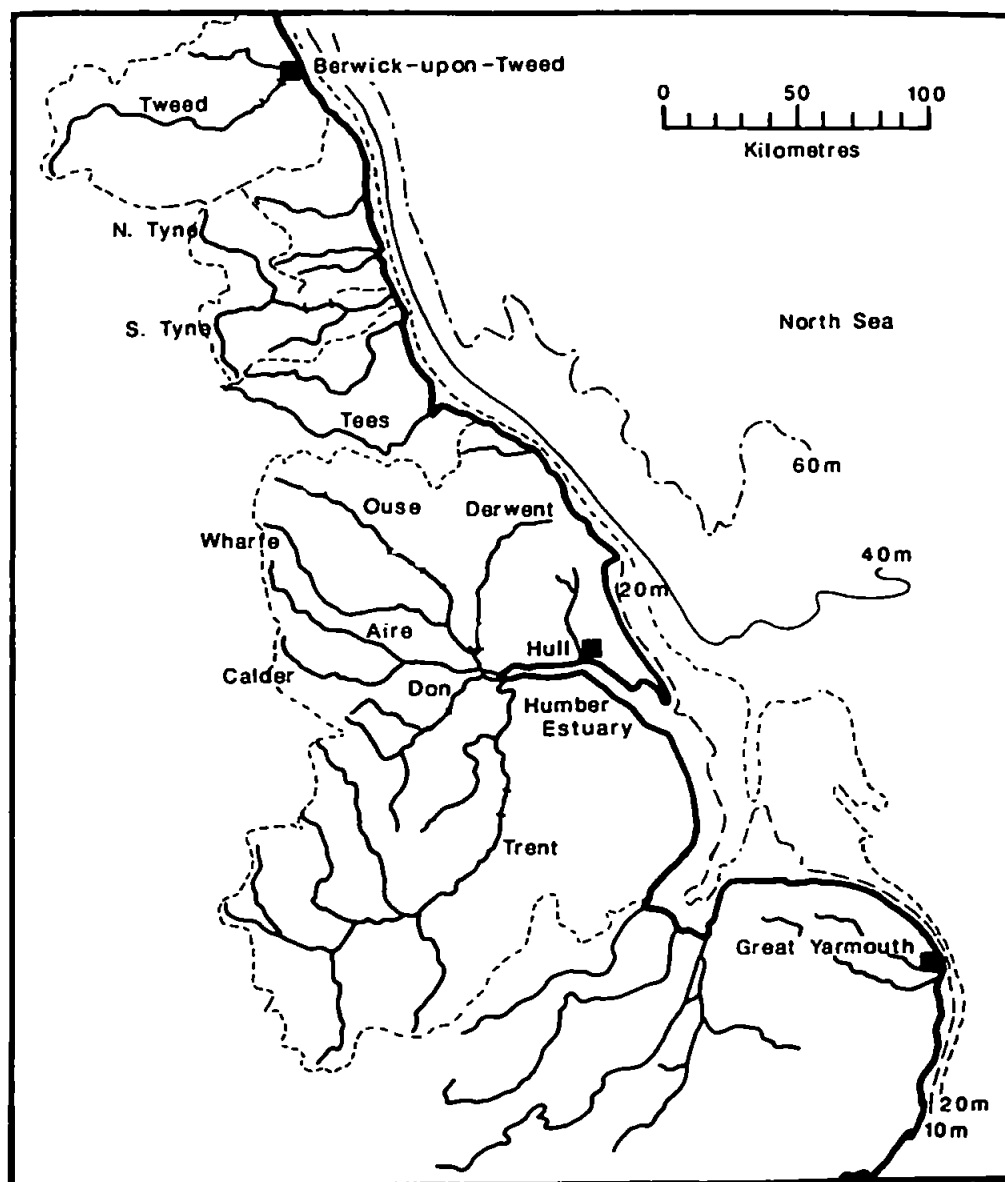 Berwick-upon-Tweed
0 50 100
Kilometres
Tweed
N. Tyne
S. Tyne
North Sea
Tees
60m
Ouse
Derwent
Wharfe
40m
20m
Aire
Hull
Calder
Don
Humber
Estuary
Trent
Great Yarmouth
20m
10m